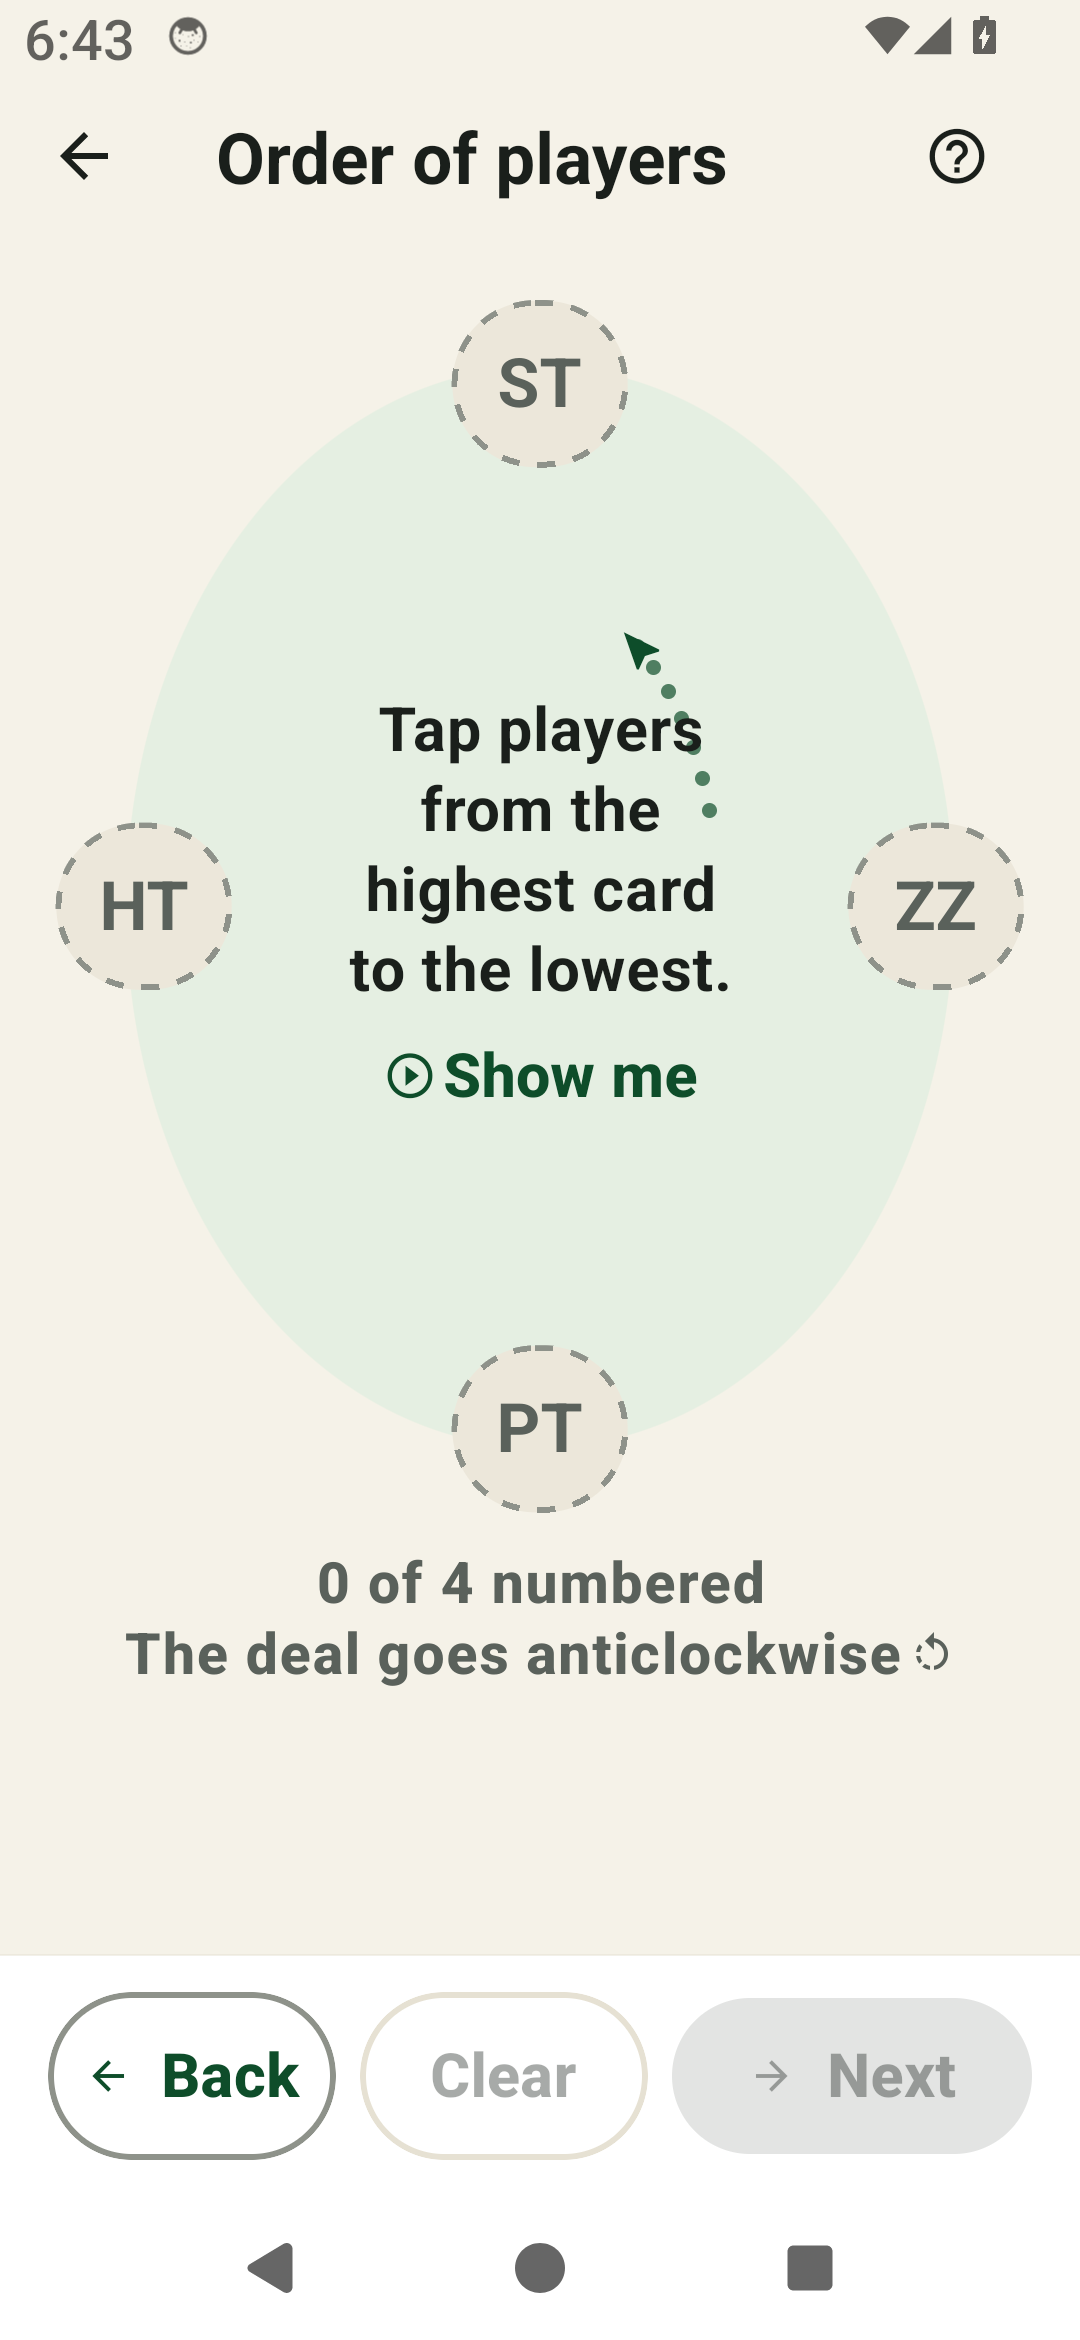 6:43
Order of players
ST
Tap players
from the
highest card
to the lowest.
HT
ZZ
Show me
PT
0 of 4 numbered
The deal goes anticlockwise
Back
Clear
Next